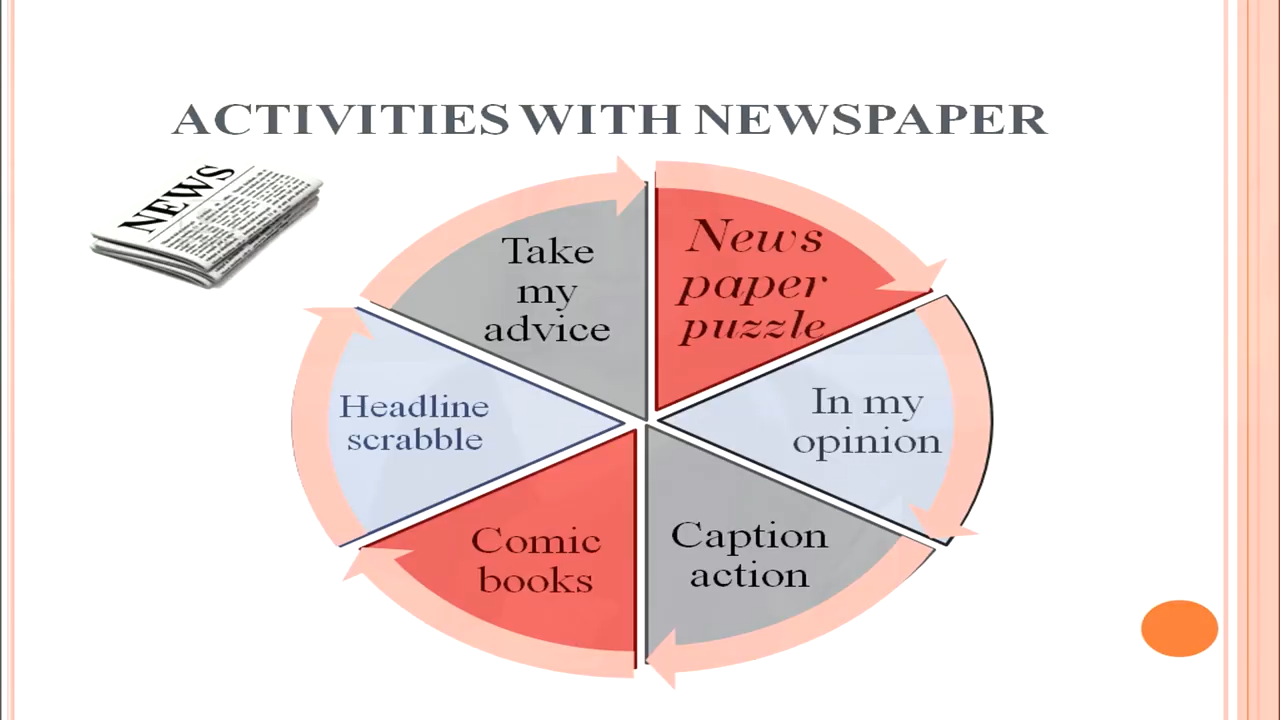 ACTIVITIES WITH NEWSPAPER
NEWS
Take
my
advice
News
paper
puzzle
In my
opinion
Caption
action
Comic
books
Headline
scrabble